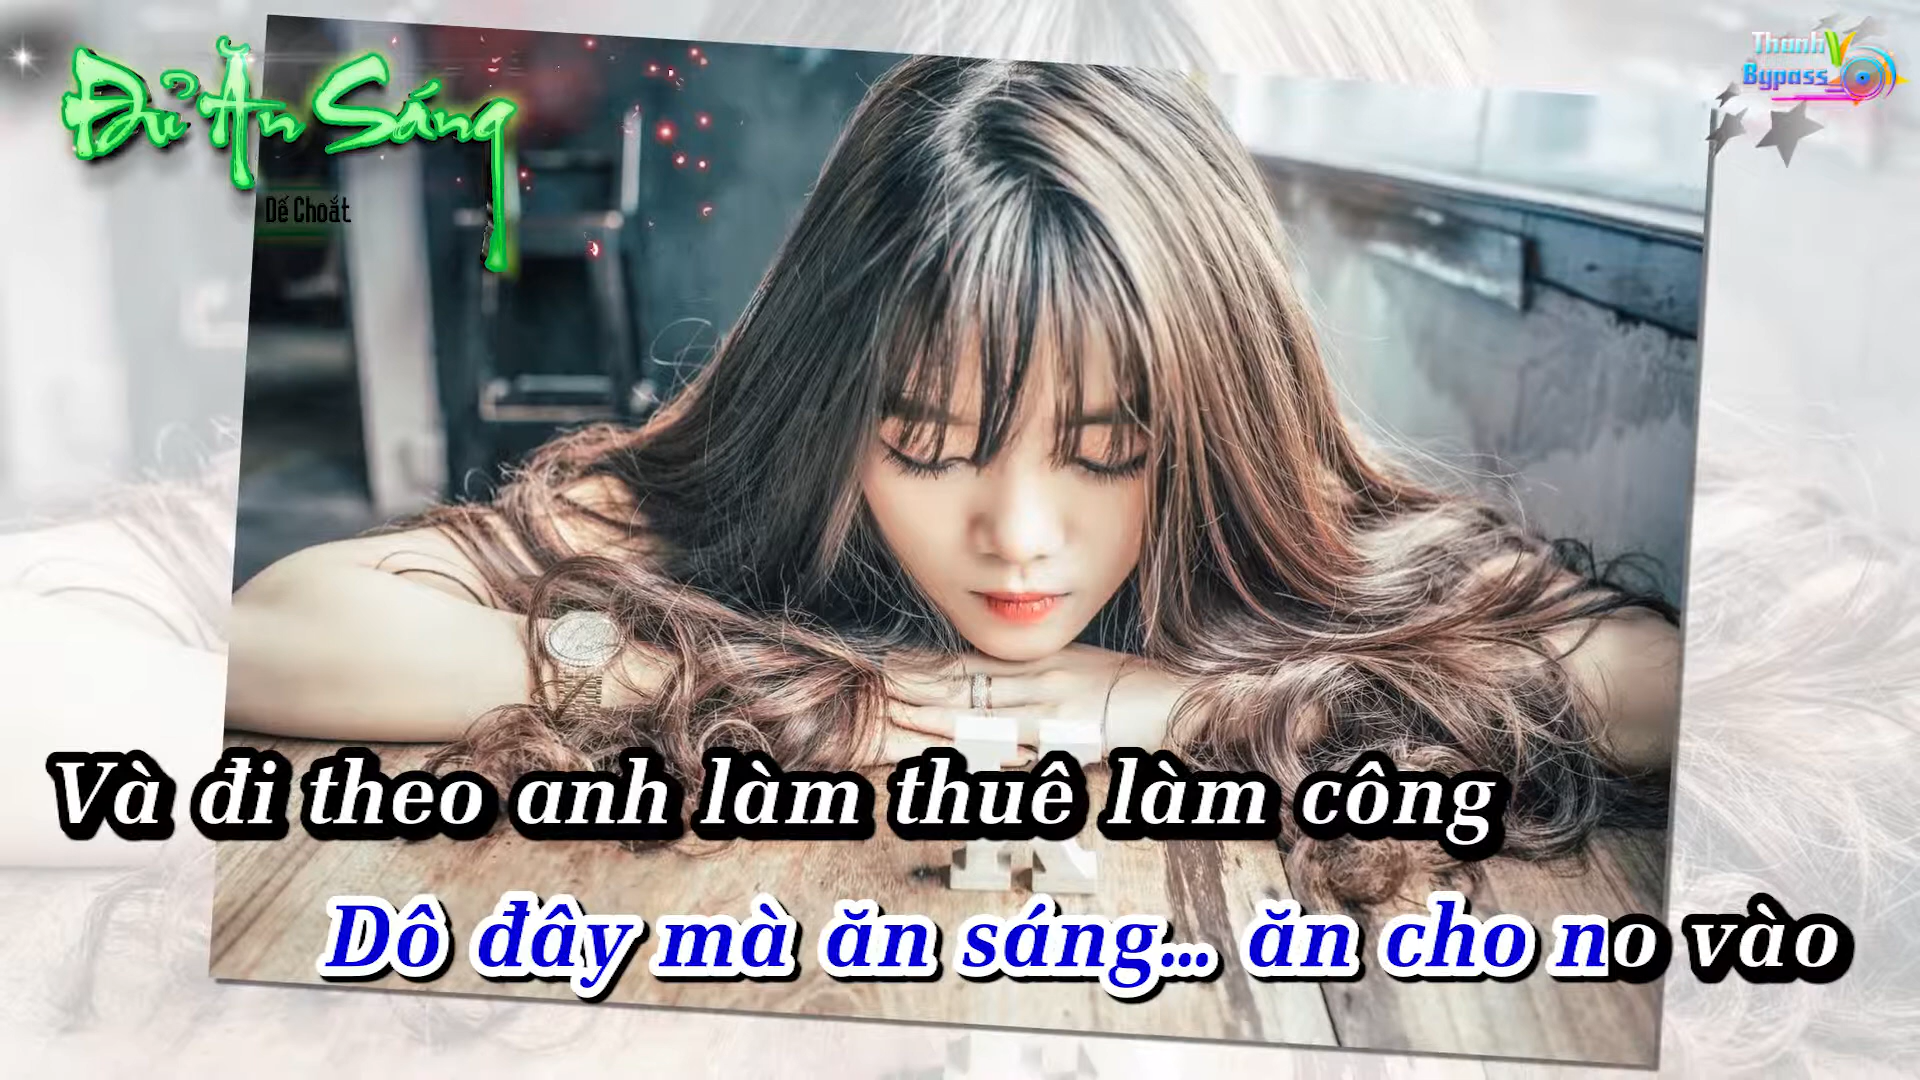 Đủ Ăn Sáng
Dế Choắt
Thanh V
Bypass
Và đi theo anh làm thuê làm công
Dô đây mà ăn sáng... ăn cho no vào